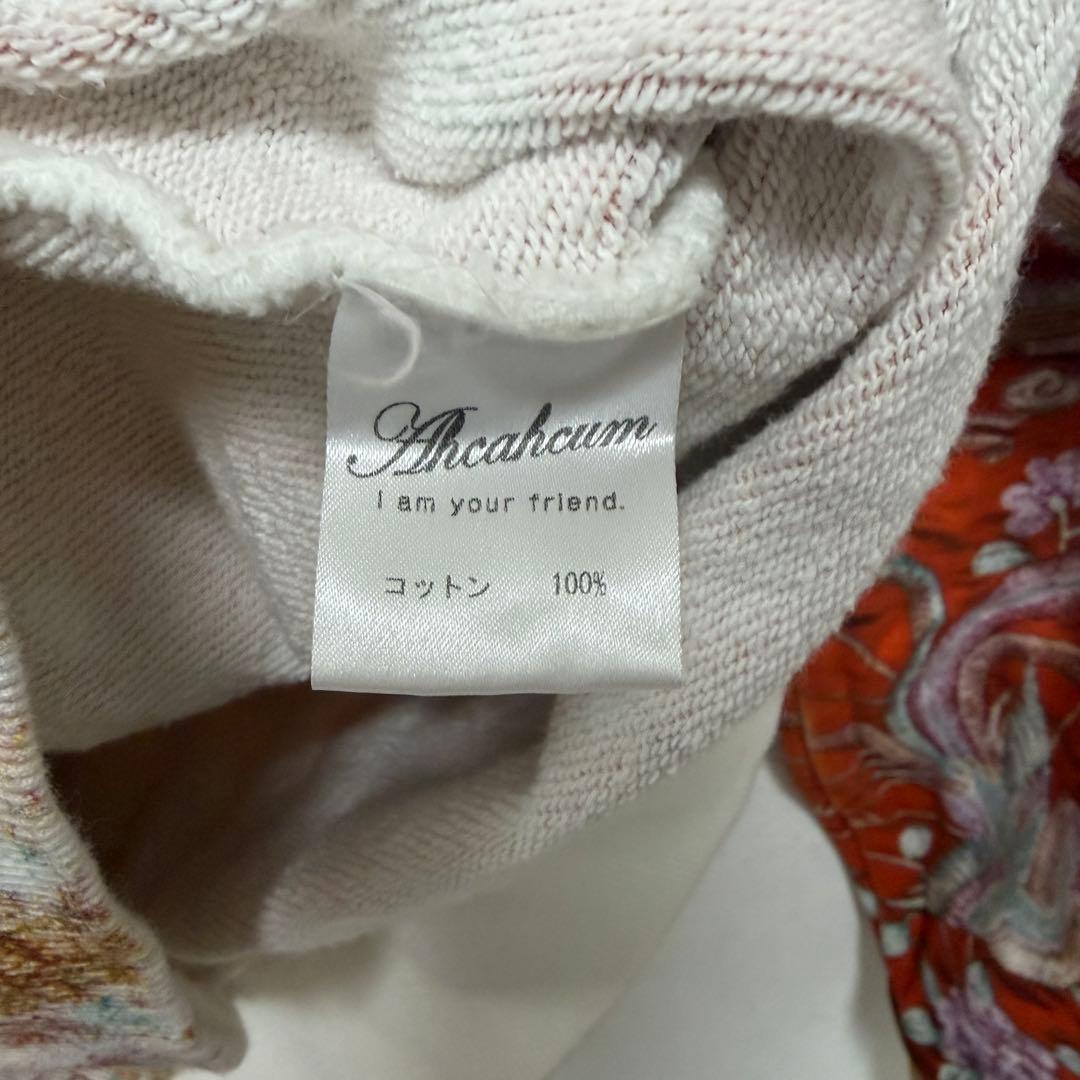 Ahcahcum
I am your friend.
コットン 100%